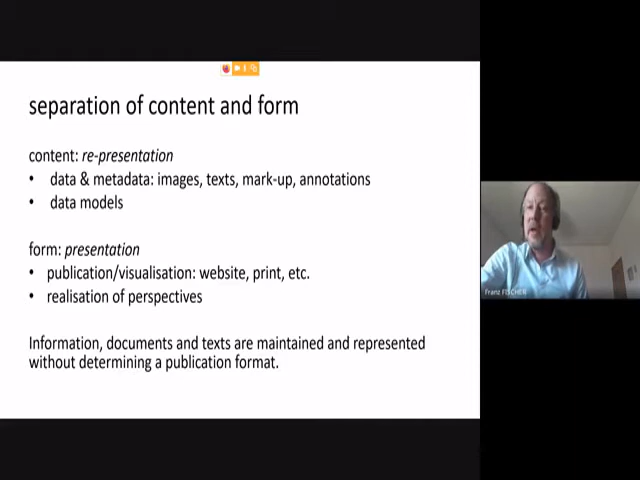 separation of content and form
content: re-presentation
• data & metadata: images, texts, mark-up, annotations
• data models
form: presentation
• publication/visualisation: website, print, etc.
• realisation of perspectives
Information, documents and texts are maintained and represented
without determining a publication format.
Franz FISCHER